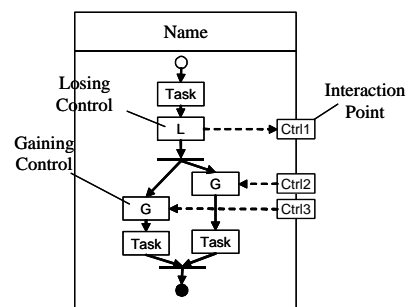 Name
Losing
Control
Task
Interaction
Point
L
Ctrl1
Gaining
Control
G
Ctrl2
G
Ctrl3
Task
Task